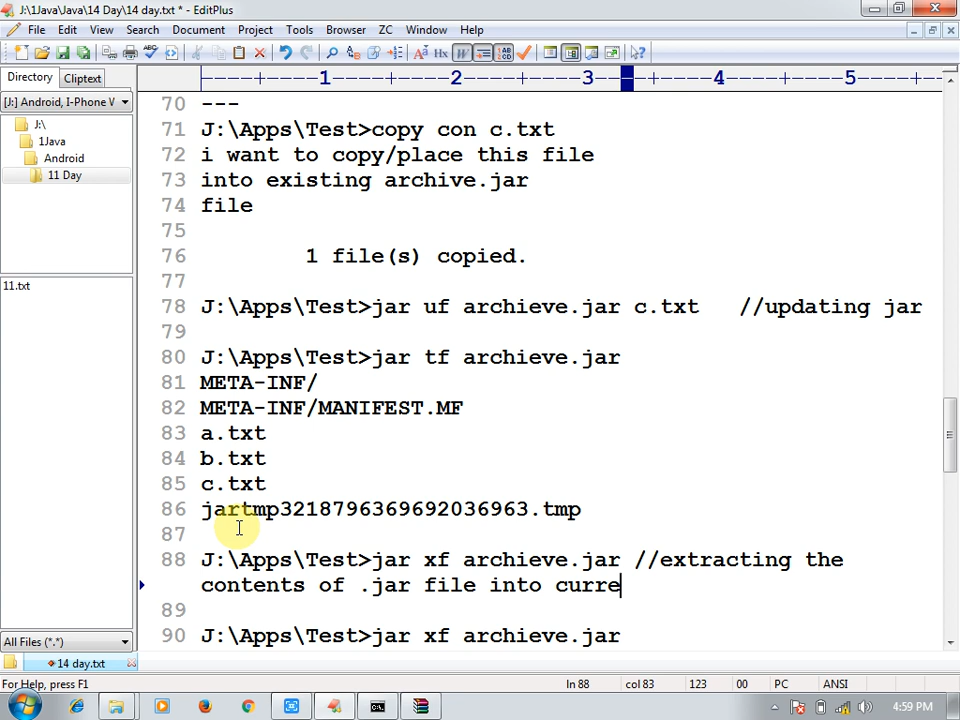 J:\1Java\Java\14 Day\14 day.txt * - EditPlus
File Edit View Search Document Project Tools Browser ZC Window Help
Directory Cliptext
[J:] Android, I-Phone V
J:\
1Java
Android
11 Day
11.txt
All Files (*.*)
1 2 3 4 5
70 ---
71 J:\Apps\Test>copy con c.txt
72 i want to copy/place this file
73 into existing archive.jar
74 file
75
76 1 file(s) copied.
77
78 J:\Apps\Test>jar uf archieve.jar c.txt //updating jar
79
80 J:\Apps\Test>jar tf archieve.jar
81 META-INF/
82 META-INF/MANIFEST.MF
83 a.txt
84 b.txt
85 c.txt
86 jartmp3218796369692036963.tmp
87
88 J:\Apps\Test>jar xf archieve.jar //extracting the
contents of .jar file into curre
89
90 J:\Apps\Test>jar xf archieve.jar
14 day.txt
For Help, press F1 ln 88 col 83 123 00 PC ANSI
4:59 PM